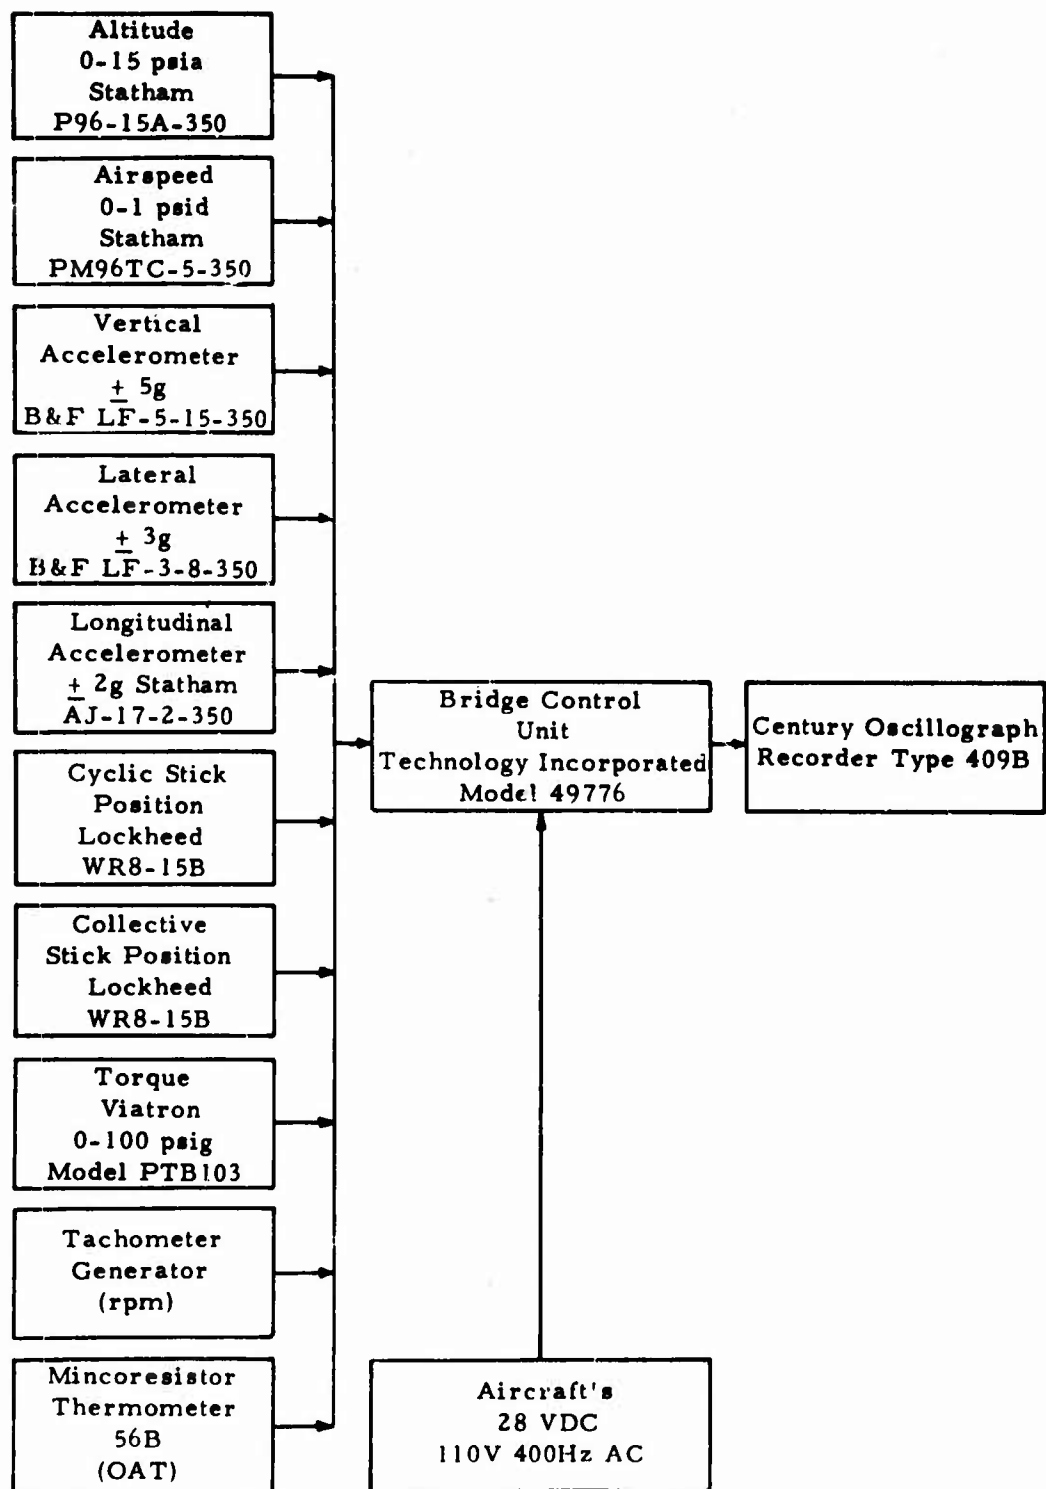 Altitude
0-15 psia
Statham
P96-15A-350
Airspeed
0-1 psid
Statham
PM96TC-5-350
Vertical
Accelerometer
± 5g
B&F LF-5-15-350
Lateral
Accelerometer
± 3g
B&F LF-3-8-350
Longitudinal
Accelerometer
± 2g Statham
AJ-17-2-350
Cyclic Stick
Position
Lockheed
WR8-15B
Collective
Stick Position
Lockheed
WR8-15B
Torque
Viatron
0-100 psig
Model PTB103
Tachometer
Generator
(rpm)
Mincoresistor
Thermometer
56B
(OAT)
Bridge Control
Unit
Technology Incorporated
Model 49776
Century Oscillograph
Recorder Type 409B
Aircraft's
28 VDC
110V 400Hz AC